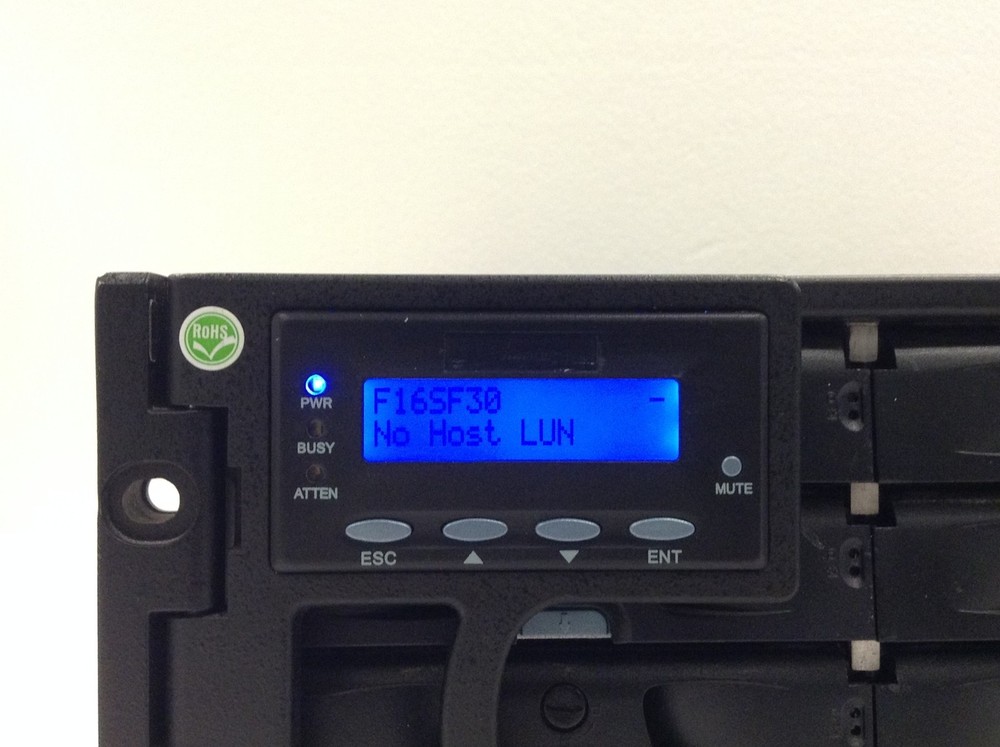 RoHS
PWR
F16SF30 -
No Host LUN
BUSY
ATTEN
MUTE
ESC ▲ ▼ ENT